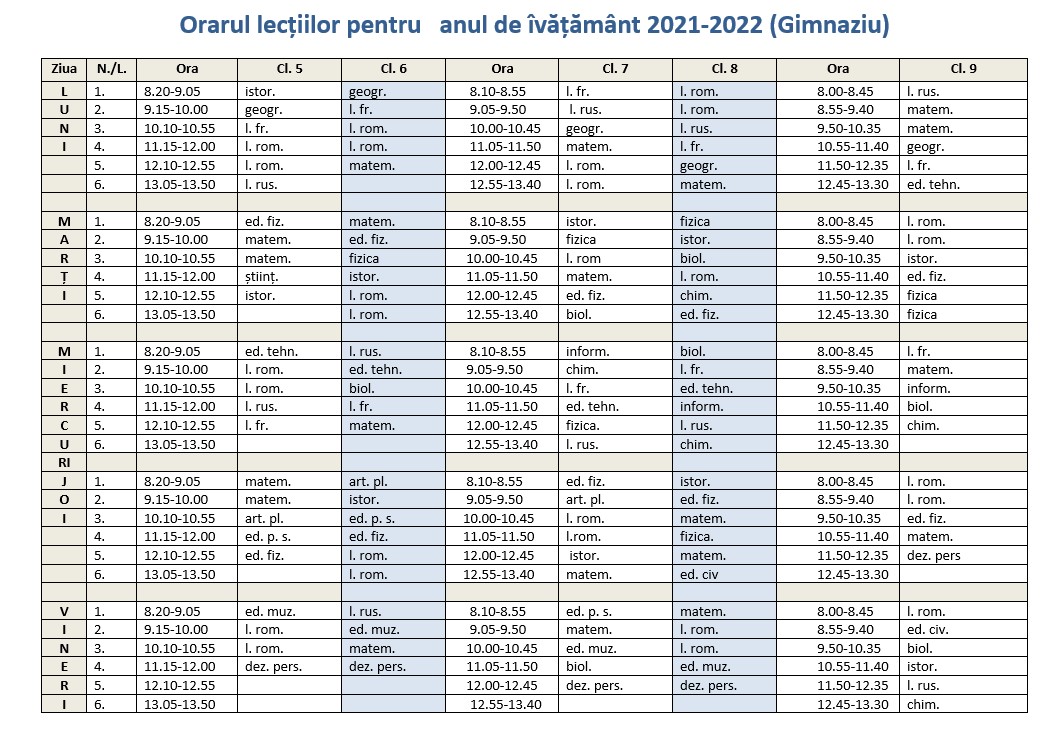 Orarul lecțiilor pentru anul de îvățământ 2021-2022 (Gimnaziu)
Ziua N./L. Ora Cl. 5 Cl. 6 Ora Cl. 7 Cl. 8 Ora Cl. 9
L 1. 8.20-9.05 istor. geogr. 8.10-8.55 l. fr. l. rom. 8.00-8.45 l. rus.
U 2. 9.15-10.00 geogr. l. fr. 9.05-9.50 l. rus. l. rom. 8.55-9.40 matem.
N 3. 10.10-10.55 l. fr. l. rom. 10.00-10.45 geogr. l. rus. 9.50-10.35 matem.
I 4. 11.15-12.00 l. rom. l. rom. 11.05-11.50 matem. l. fr. 10.55-11.40 geogr.
5. 12.10-12.55 l. rom. matem. 12.00-12.45 l. rom. geogr. 11.50-12.35 l. fr.
6. 13.05-13.50 l. rus. 12.55-13.40 l. rom. matem. 12.45-13.30 ed. tehn.
M 1. 8.20-9.05 ed. fiz. matem. 8.10-8.55 istor. fizica 8.00-8.45 l. rom.
A 2. 9.15-10.00 matem. ed. fiz. 9.05-9.50 fizica istor. 8.55-9.40 l. rom.
R 3. 10.10-10.55 matem. fizica 10.00-10.45 l. rom biol. 9.50-10.35 istor.
Ț 4. 11.15-12.00 științ. istor. 11.05-11.50 matem. l. rom. 10.55-11.40 ed. fiz.
I 5. 12.10-12.55 istor. l. rom. 12.00-12.45 ed. fiz. chim. 11.50-12.35 fizica
6. 13.05-13.50 l. rom. 12.55-13.40 biol. ed. fiz. 12.45-13.30 fizica
M 1. 8.20-9.05 ed. tehn. l. rus. 8.10-8.55 inform. biol. 8.00-8.45 l. fr.
I 2. 9.15-10.00 l. rom. ed. tehn. 9.05-9.50 chim. l. fr. 8.55-9.40 matem.
E 3. 10.10-10.55 l. rom. biol. 10.00-10.45 l. fr. ed. tehn. 9.50-10.35 inform.
R 4. 11.15-12.00 l. rus. l. fr. 11.05-11.50 ed. tehn. inform. 10.55-11.40 biol.
C 5. 12.10-12.55 l. fr. matem. 12.00-12.45 fizica. l. rus. 11.50-12.35 chim.
U 6. 13.05-13.50 12.55-13.40 l. rus. chim. 12.45-13.30
RI
J 1. 8.20-9.05 matem. art. pl. 8.10-8.55 ed. fiz. istor. 8.00-8.45 l. rom.
O 2. 9.15-10.00 matem. istor. 9.05-9.50 art. pl. ed. fiz. 8.55-9.40 l. rom.
I 3. 10.10-10.55 art. pl. ed. p. s. 10.00-10.45 l. rom. matem. 9.50-10.35 ed. fiz.
4. 11.15-12.00 ed. p. s. ed. fiz. 11.05-11.50 l.rom. fizica. 10.55-11.40 matem.
5. 12.10-12.55 ed. fiz. l. rom. 12.00-12.45 istor. matem. 11.50-12.35 dez. pers
6. 13.05-13.50 l. rom. 12.55-13.40 matem. ed. civ 12.45-13.30
V 1. 8.20-9.05 ed. muz. l. rus. 8.10-8.55 ed. p. s. matem. 8.00-8.45 l. rom.
I 2. 9.15-10.00 l. rom. ed. muz. 9.05-9.50 matem. l. rom. 8.55-9.40 ed. civ.
N 3. 10.10-10.55 l. rom. matem. 10.00-10.45 ed. muz. l. rom. 9.50-10.35 biol.
E 4. 11.15-12.00 dez. pers. dez. pers. 11.05-11.50 biol. ed. muz. 10.55-11.40 istor.
R 5. 12.10-12.55 12.00-12.45 dez. pers. dez. pers. 11.50-12.35 l. rus.
I 6. 13.05-13.50 12.55-13.40 12.45-13.30 chim.